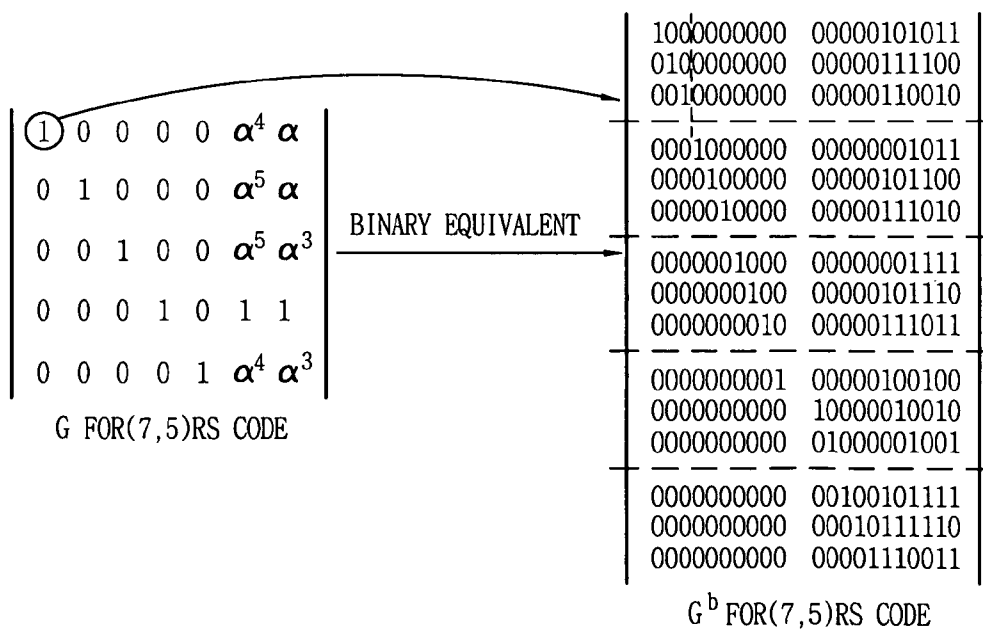 1 0 0 0 0 α⁴ α
0 1 0 0 0 α⁵ α
0 0 1 0 0 α⁵ α³
0 0 0 1 0 1 1
0 0 0 0 1 α⁴ α³
G FOR(7,5)RS CODE
BINARY EQUIVALENT
1000000000 00000101011
0100000000 00000111100
0010000000 00000110010
0001000000 00000001011
0000100000 00000101100
0000010000 00000111010
0000001000 00000001111
0000000100 00000101110
0000000010 00000111011
0000000001 00000100100
0000000000 10000010010
0000000000 01000001001
0000000000 00100101111
0000000000 00010111110
0000000000 00001110011
Gᵇ FOR(7,5)RS CODE